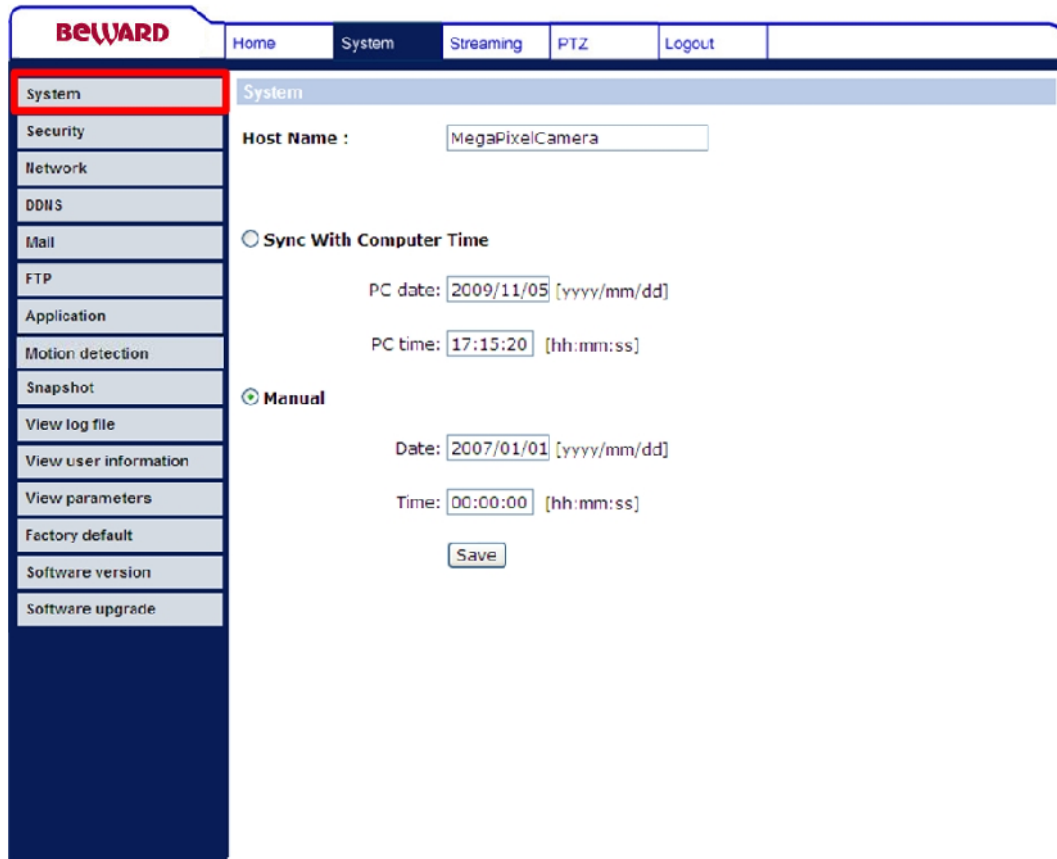 BEWARD
Home System Streaming PTZ Logout
System
Security
Network
DDNS
Mail
FTP
Application
Motion detection
Snapshot
View log file
View user information
View parameters
Factory default
Software version
Software upgrade
System
Host Name : MegaPixelCamera
Sync With Computer Time
PC date: 2009/11/05 [yyyy/mm/dd]
PC time: 17:15:20 [hh:mm:ss]
Manual
Date: 2007/01/01 [yyyy/mm/dd]
Time: 00:00:00 [hh:mm:ss]
Save